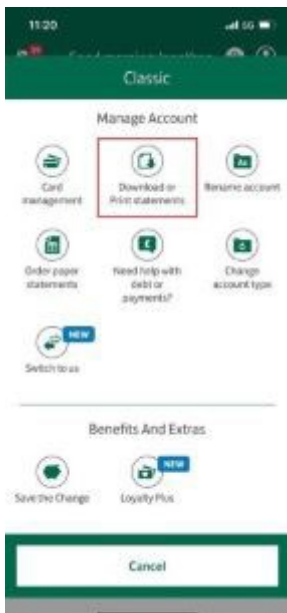 11:20
5G
Classic
Manage Account
Card management
Download or Print statements
Rename account
Order paper statements
Need help with debt or payments?
Change account type
NEW
Switch to us
Benefits And Extras
NEW
Save the Change
Loyalty Plus
Cancel